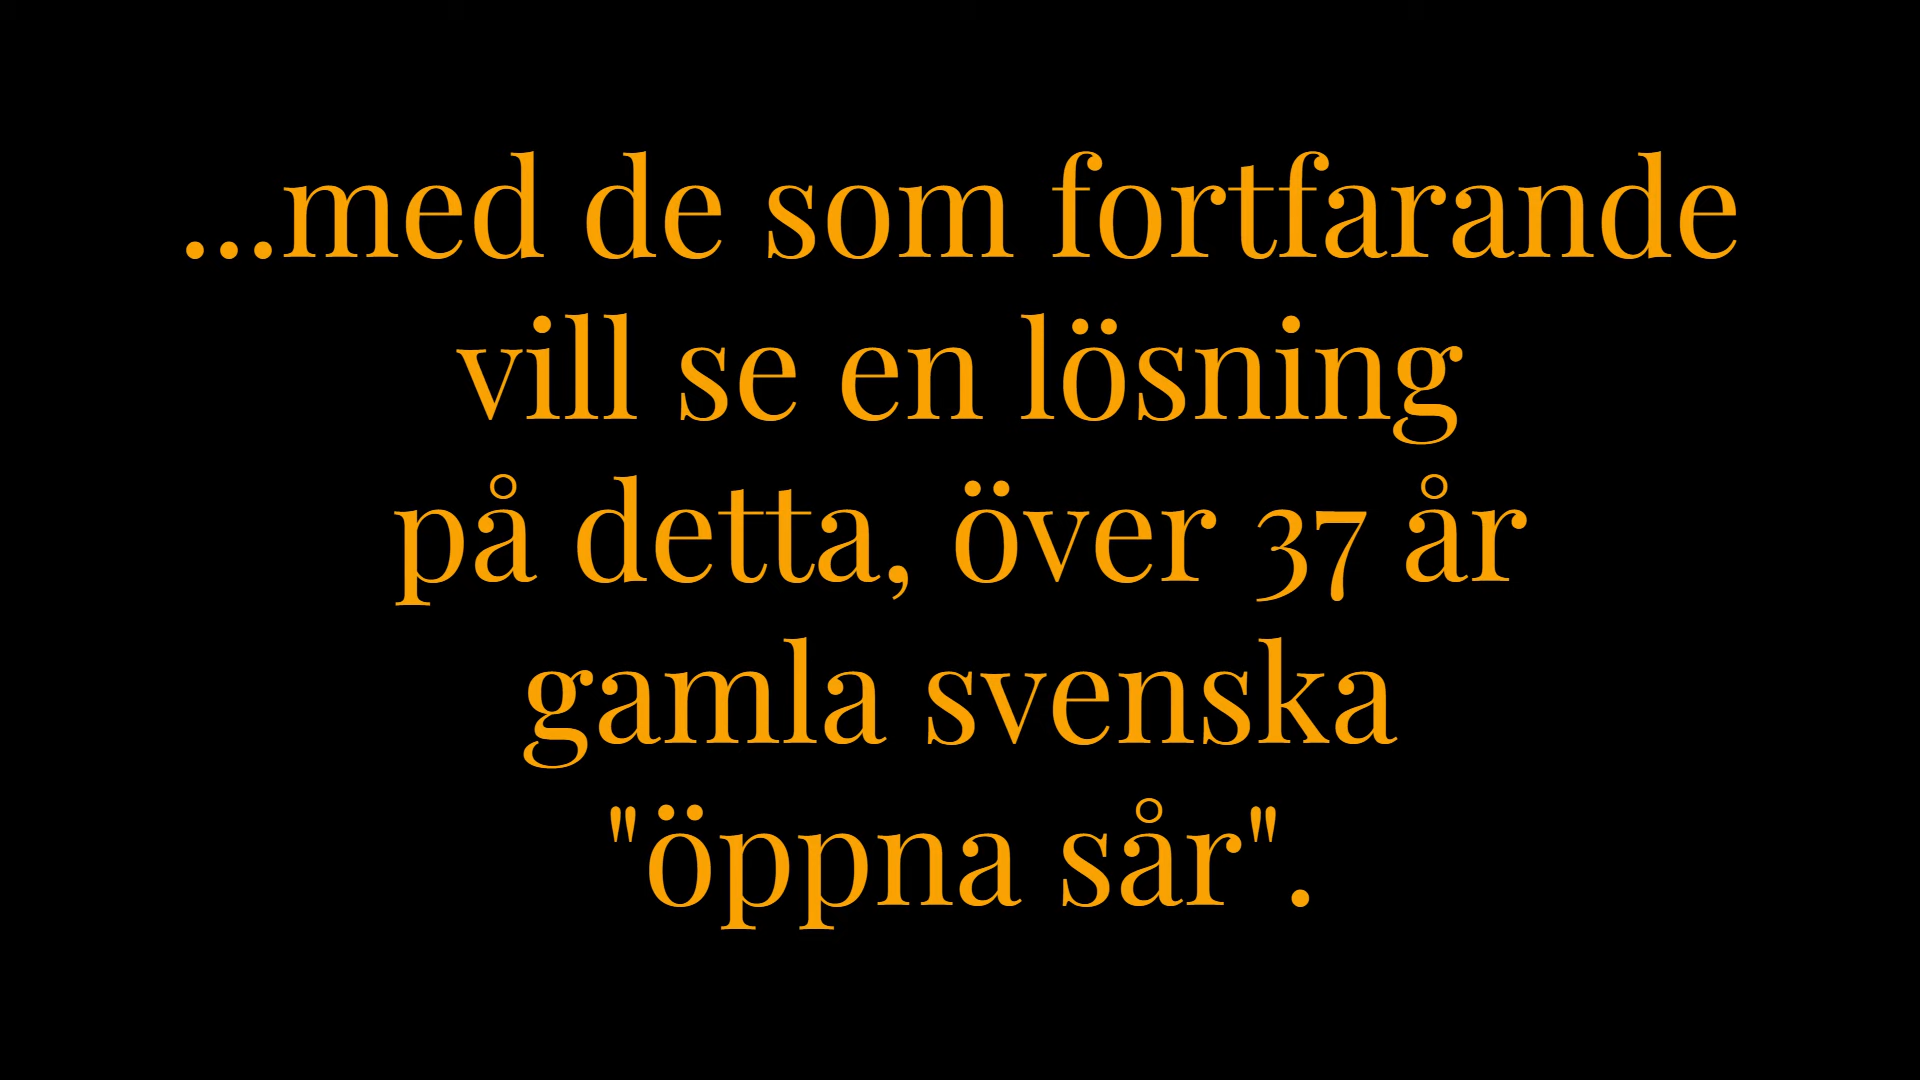 ...med de som fortfarande
vill se en lösning
på detta, över 37 år
gamla svenska
"öppna sår".